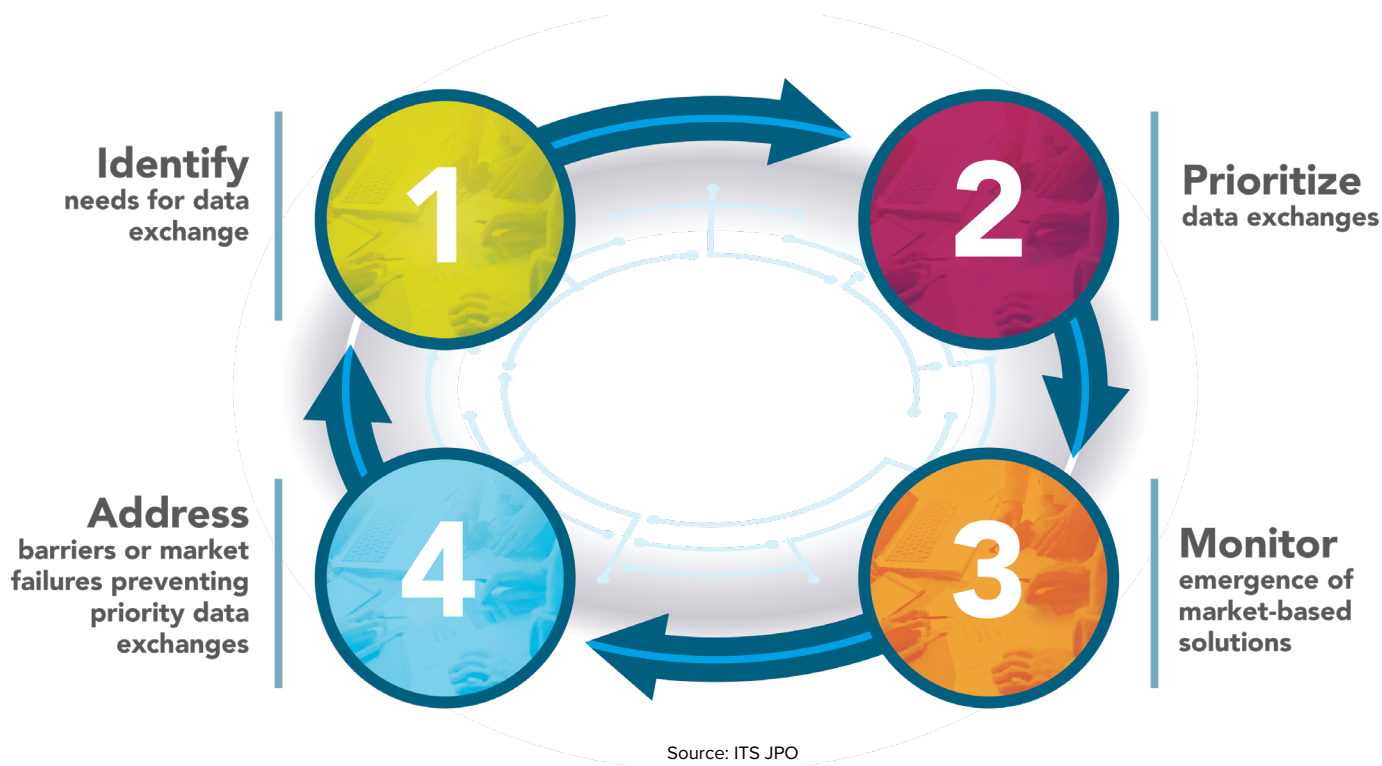 1
Identify
needs for data
exchange
2
Prioritize
data exchanges
3
Monitor
emergence of
market-based
solutions
4
Address
barriers or market
failures preventing
priority data
exchanges
Source: ITS JPO